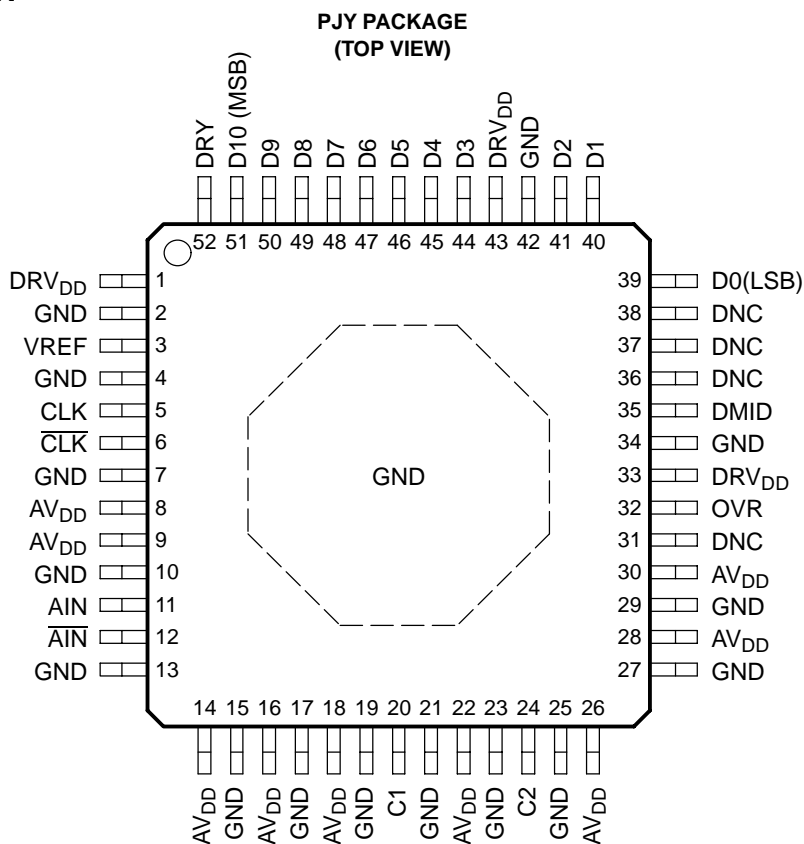 PJY PACKAGE
(TOP VIEW)
DRY
D10 (MSB)
D9
D8
D7
D6
D5
D4
D3
DRVDD
GND
D2
D1
52 51 50 49 48 47 46 45 44 43 42 41 40
DRVDD 1
GND 2
VREF 3
GND 4
CLK 5
CLK 6
GND 7
AVDD 8
AVDD 9
GND 10
AIN 11
AIN 12
GND 13
GND
39 D0(LSB)
38 DNC
37 DNC
36 DNC
35 DMID
34 GND
33 DRVDD
32 OVR
31 DNC
30 AVDD
29 GND
28 AVDD
27 GND
14 15 16 17 18 19 20 21 22 23 24 25 26
AVDD
GND
AVDD
GND
AVDD
GND
C1
GND
AVDD
GND
C2
GND
AVDD